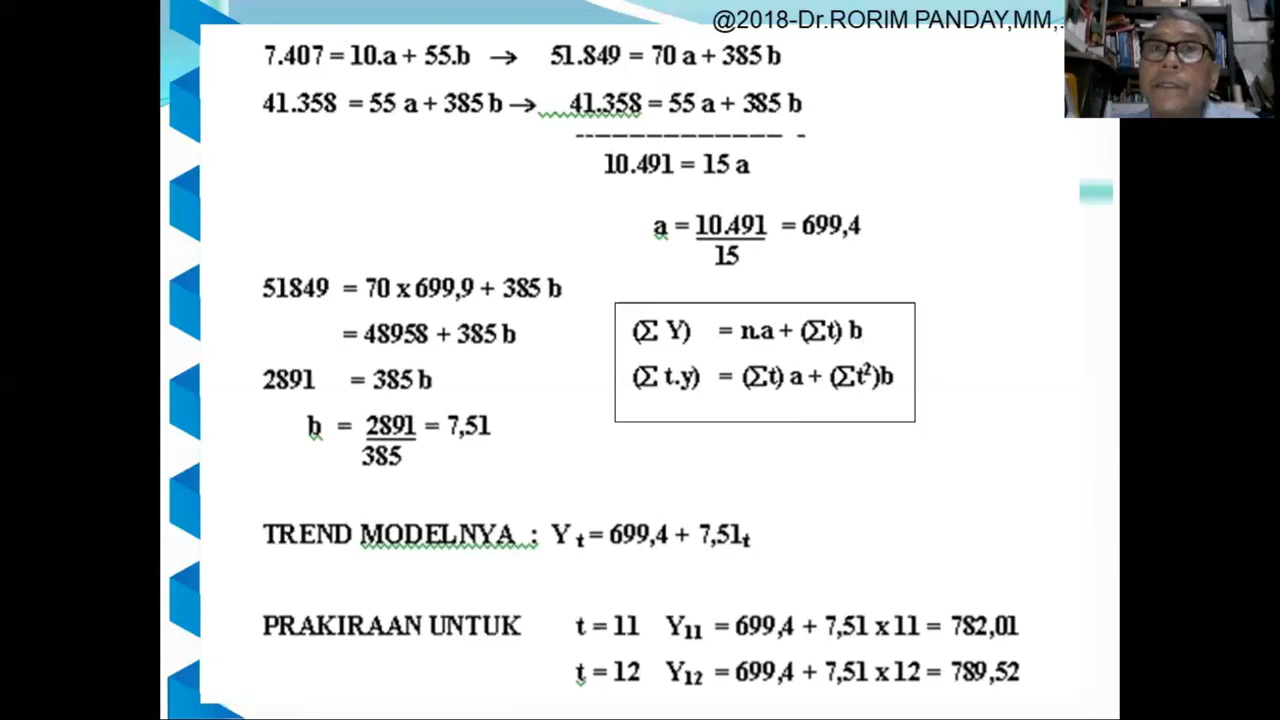 @2018-Dr.RORIM PANDAY,MM,.
7.407 = 10.a + 55.b → 51.849 = 70 a + 385 b
41.358 = 55 a + 385 b → 41.358 = 55 a + 385 b
-------------- -
10.491 = 15 a
a = 10.491 = 699,4
15
51849 = 70 x 699,9 + 385 b
= 48958 + 385 b
2891 = 385 b
b = 2891 = 7,51
385
(Σ Y) = n.a + (Σt) b
(Σ t.y) = (Σt) a + (Σt²)b
TREND MODELNYA : Y t = 699,4 + 7,51t
PRAKIRAAN UNTUK t = 11 Y11 = 699,4 + 7,51 x 11 = 782,01
t = 12 Y12 = 699,4 + 7,51 x 12 = 789,52